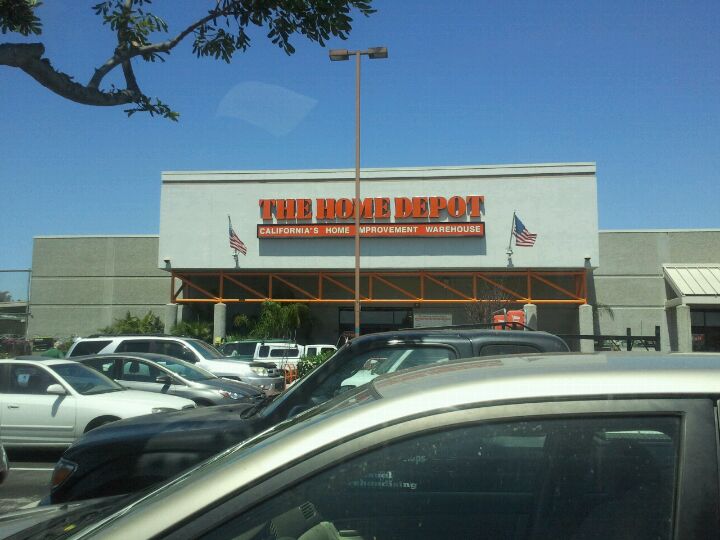 THE HOME DEPOT
CALIFORNIA'S HOME IMPROVEMENT WAREHOUSE